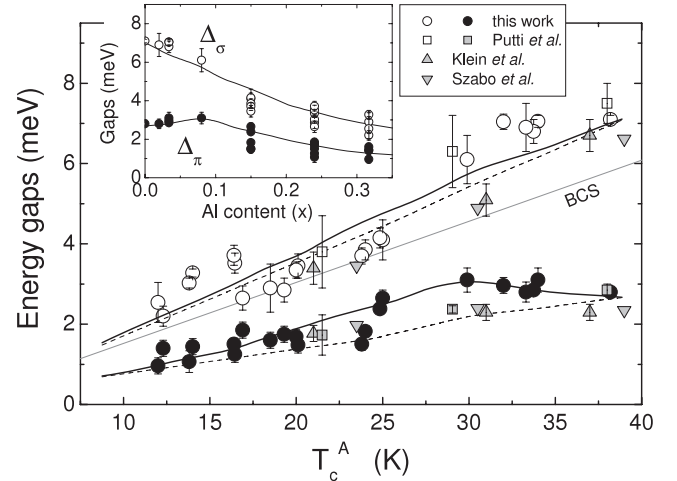 Δσ
Δπ
Gaps (meV)
0
2
4
6
8
0.0
0.1
0.2
0.3
Al content (x)
this work
Putti et al.
Klein et al.
Szabo et al.
BCS
Energy gaps (meV)
0
2
4
6
8
10
15
20
25
30
35
40
TcA (K)